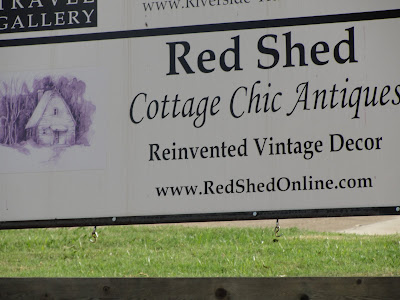 TRAVEL
GALLERY
Red Shed
Cottage Chic Antiques
Reinvented Vintage Decor
www.RedShedOnline.com